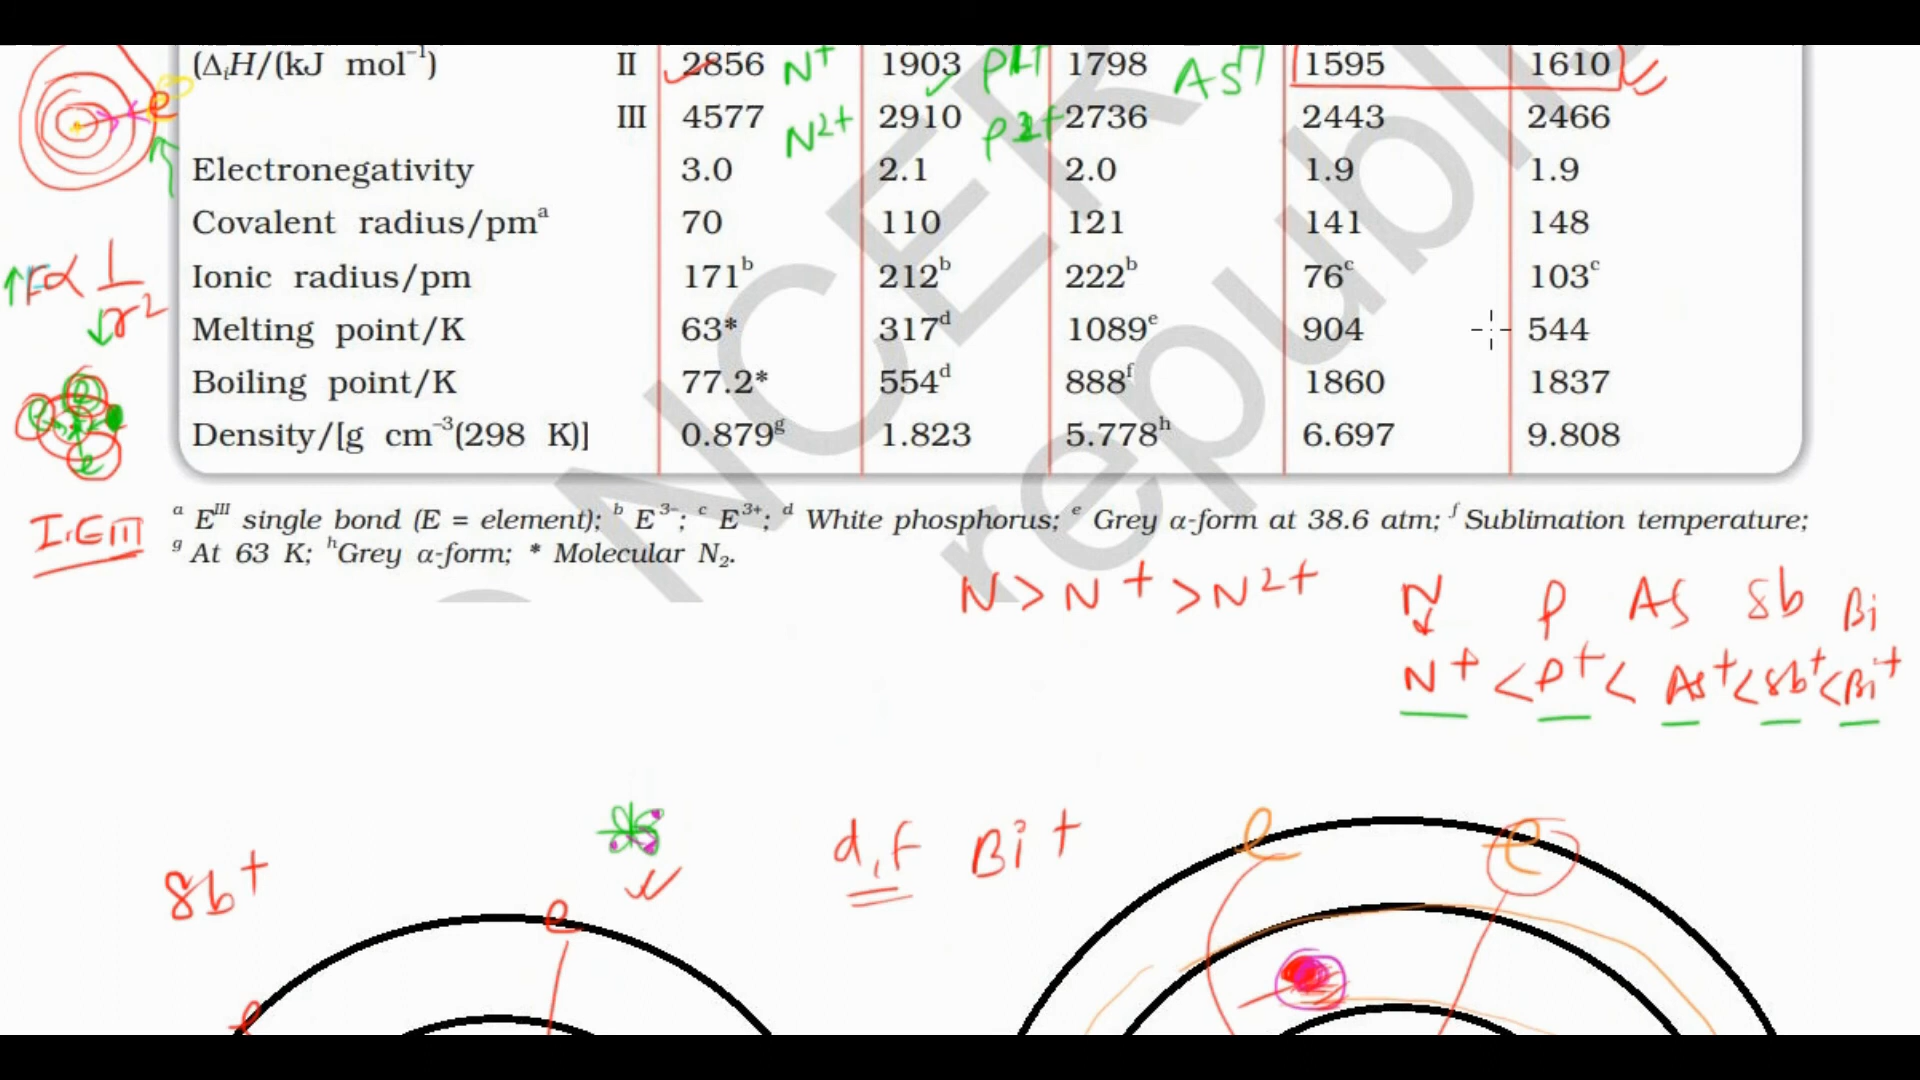 (ΔᵢH/(kJ mol⁻¹) II 2856 N+ 1903 P1+ 1798 As+ 1595 1610
III 4577 N2+ 2910 P2+ 2736 2443 2466
Electronegativity 3.0 2.1 2.0 1.9 1.9
Covalent radius/pmᵃ 70 110 121 141 148
Ionic radius/pm 171ᵇ 212ᵇ 222ᵇ 76ᶜ 103ᶜ
Melting point/K 63* 317ᵈ 1089ᵉ 904 544
Boiling point/K 77.2* 554ᵈ 888ᶠ 1860 1837
Density/[g cm⁻³(298 K)] 0.879ᵍ 1.823 5.778ʰ 6.697 9.808
ᵃ Eᴵᴵᴵ single bond (E = element); ᵇ E³⁻; ᶜ E³⁺; ᵈ White phosphorus; ᵉ Grey α-form at 38.6 atm; ᶠ Sublimation temperature;
ᵍ At 63 K; ʰGrey α-form; * Molecular N₂.
e
F∝ 1
r²
I.E III
N > N+ > N2+
N P As Sb Bi
N+ < P+ < As+ < Sb+ < Bi+
Sb+
d,f Bi+
e e
e
e
NCER
republi